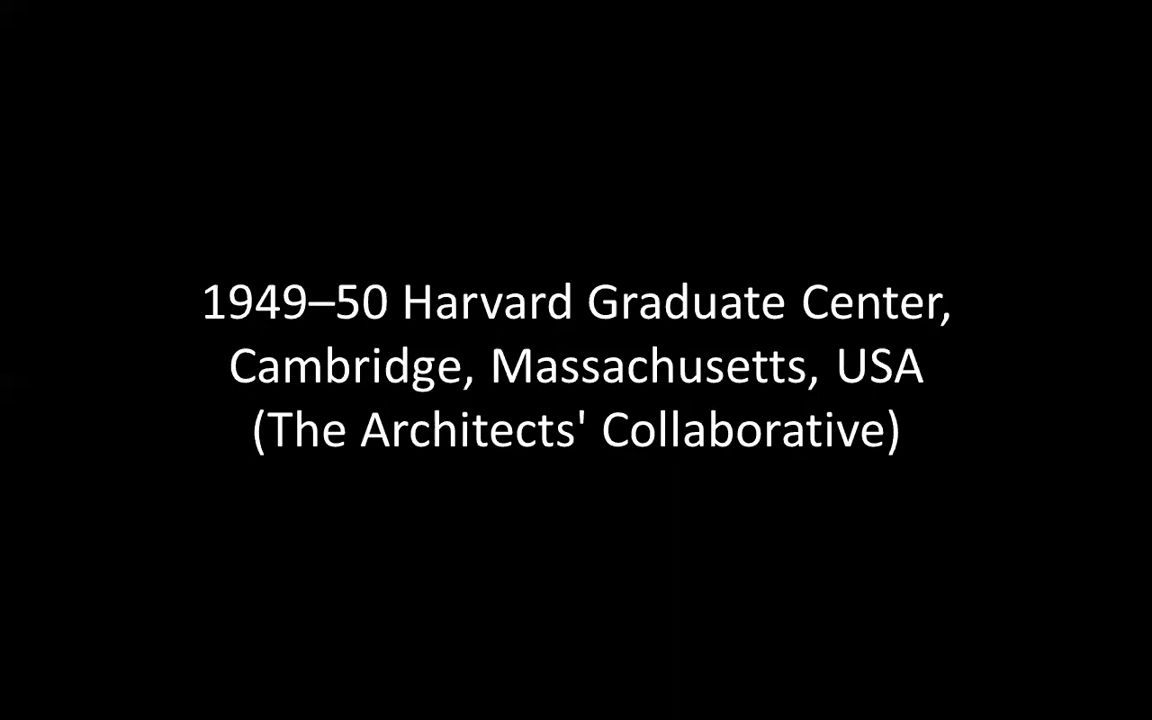 1949–50 Harvard Graduate Center,
Cambridge, Massachusetts, USA
(The Architects' Collaborative)